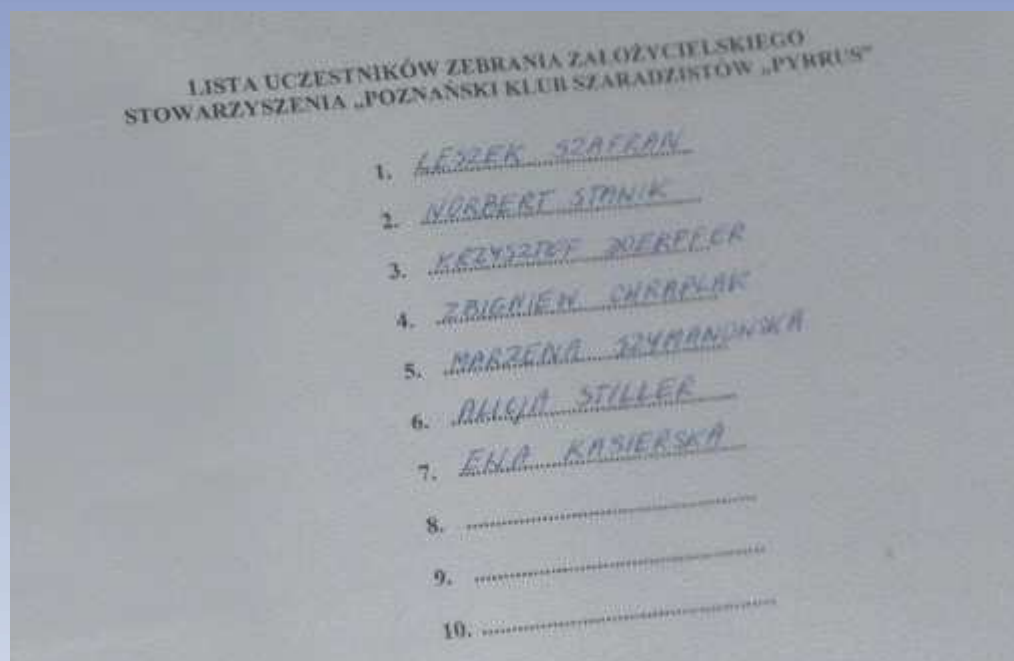 LISTA UCZESTNIKÓW ZEBRANIA ZAŁOŻYCIELSKIEGO
STOWARZYSZENIA „POZNAŃSKI KLUB SZARADZISTÓW „PYRRUS”
1. LESZEK SZAFRAN
2. NORBERT STANIK
3. KRZYSZTOF DOERFFER
4. ZBIGNIEW CHRAPLAK
5. MARZENA SZYMANOWSKA
6. ALICJA STILLER
7. EWA KASIERSKA
8.
9.
10.